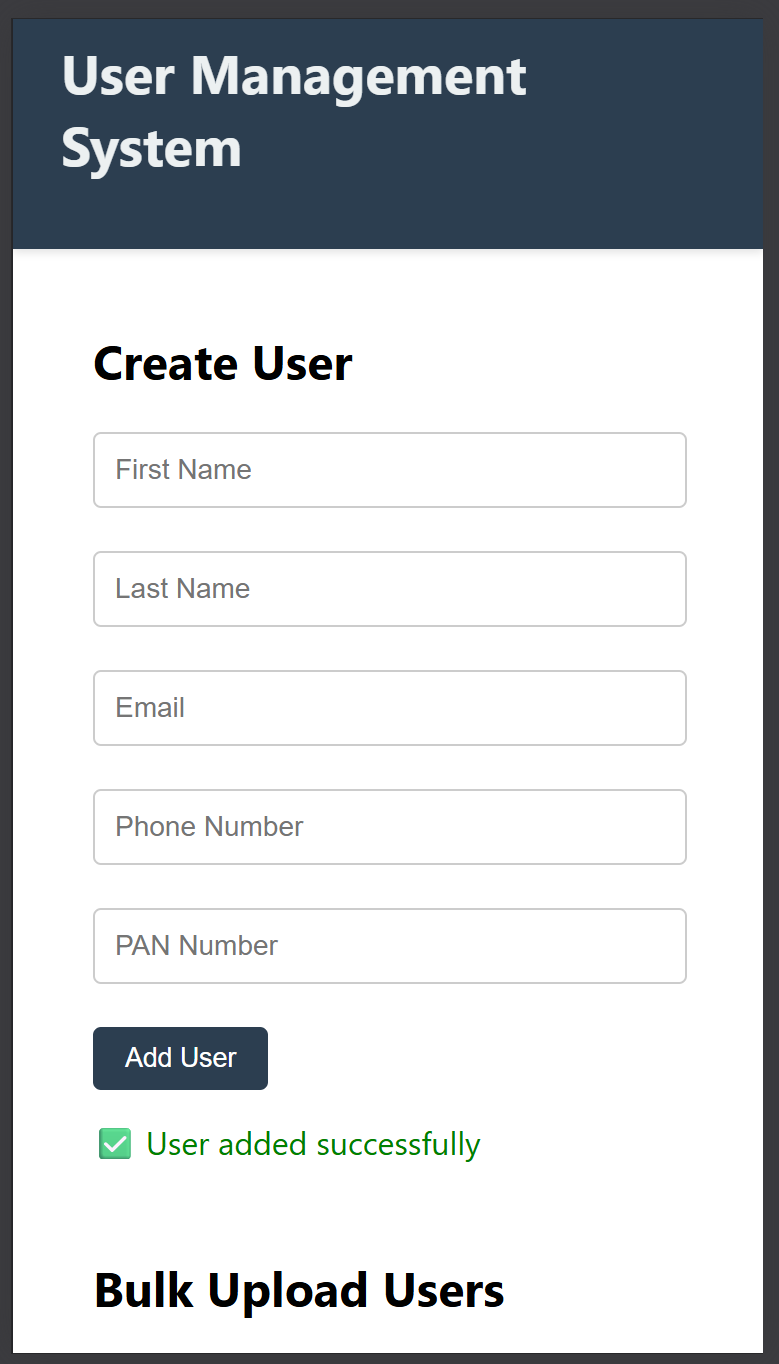 User Management
System
Create User
First Name
Last Name
Email
Phone Number
PAN Number
Add User
✅ User added successfully
Bulk Upload Users